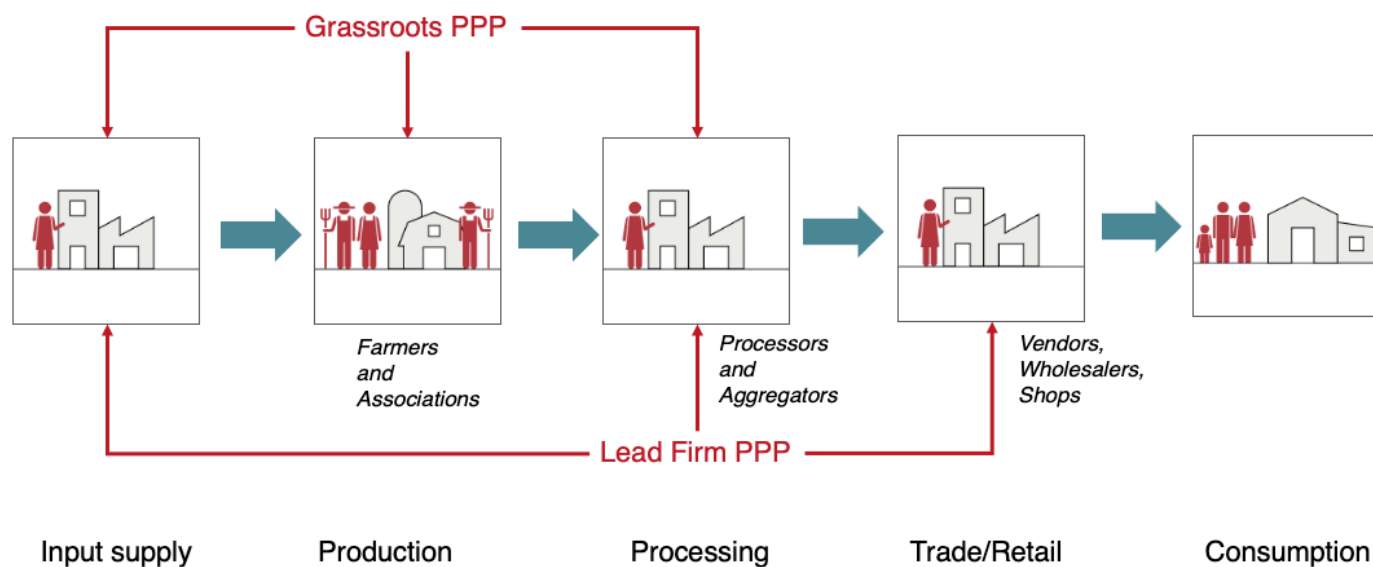 Grassroots PPP
Farmers
and
Associations
Processors
and
Aggregators
Vendors,
Wholesalers,
Shops
Lead Firm PPP
Input supply
Production
Processing
Trade/Retail
Consumption